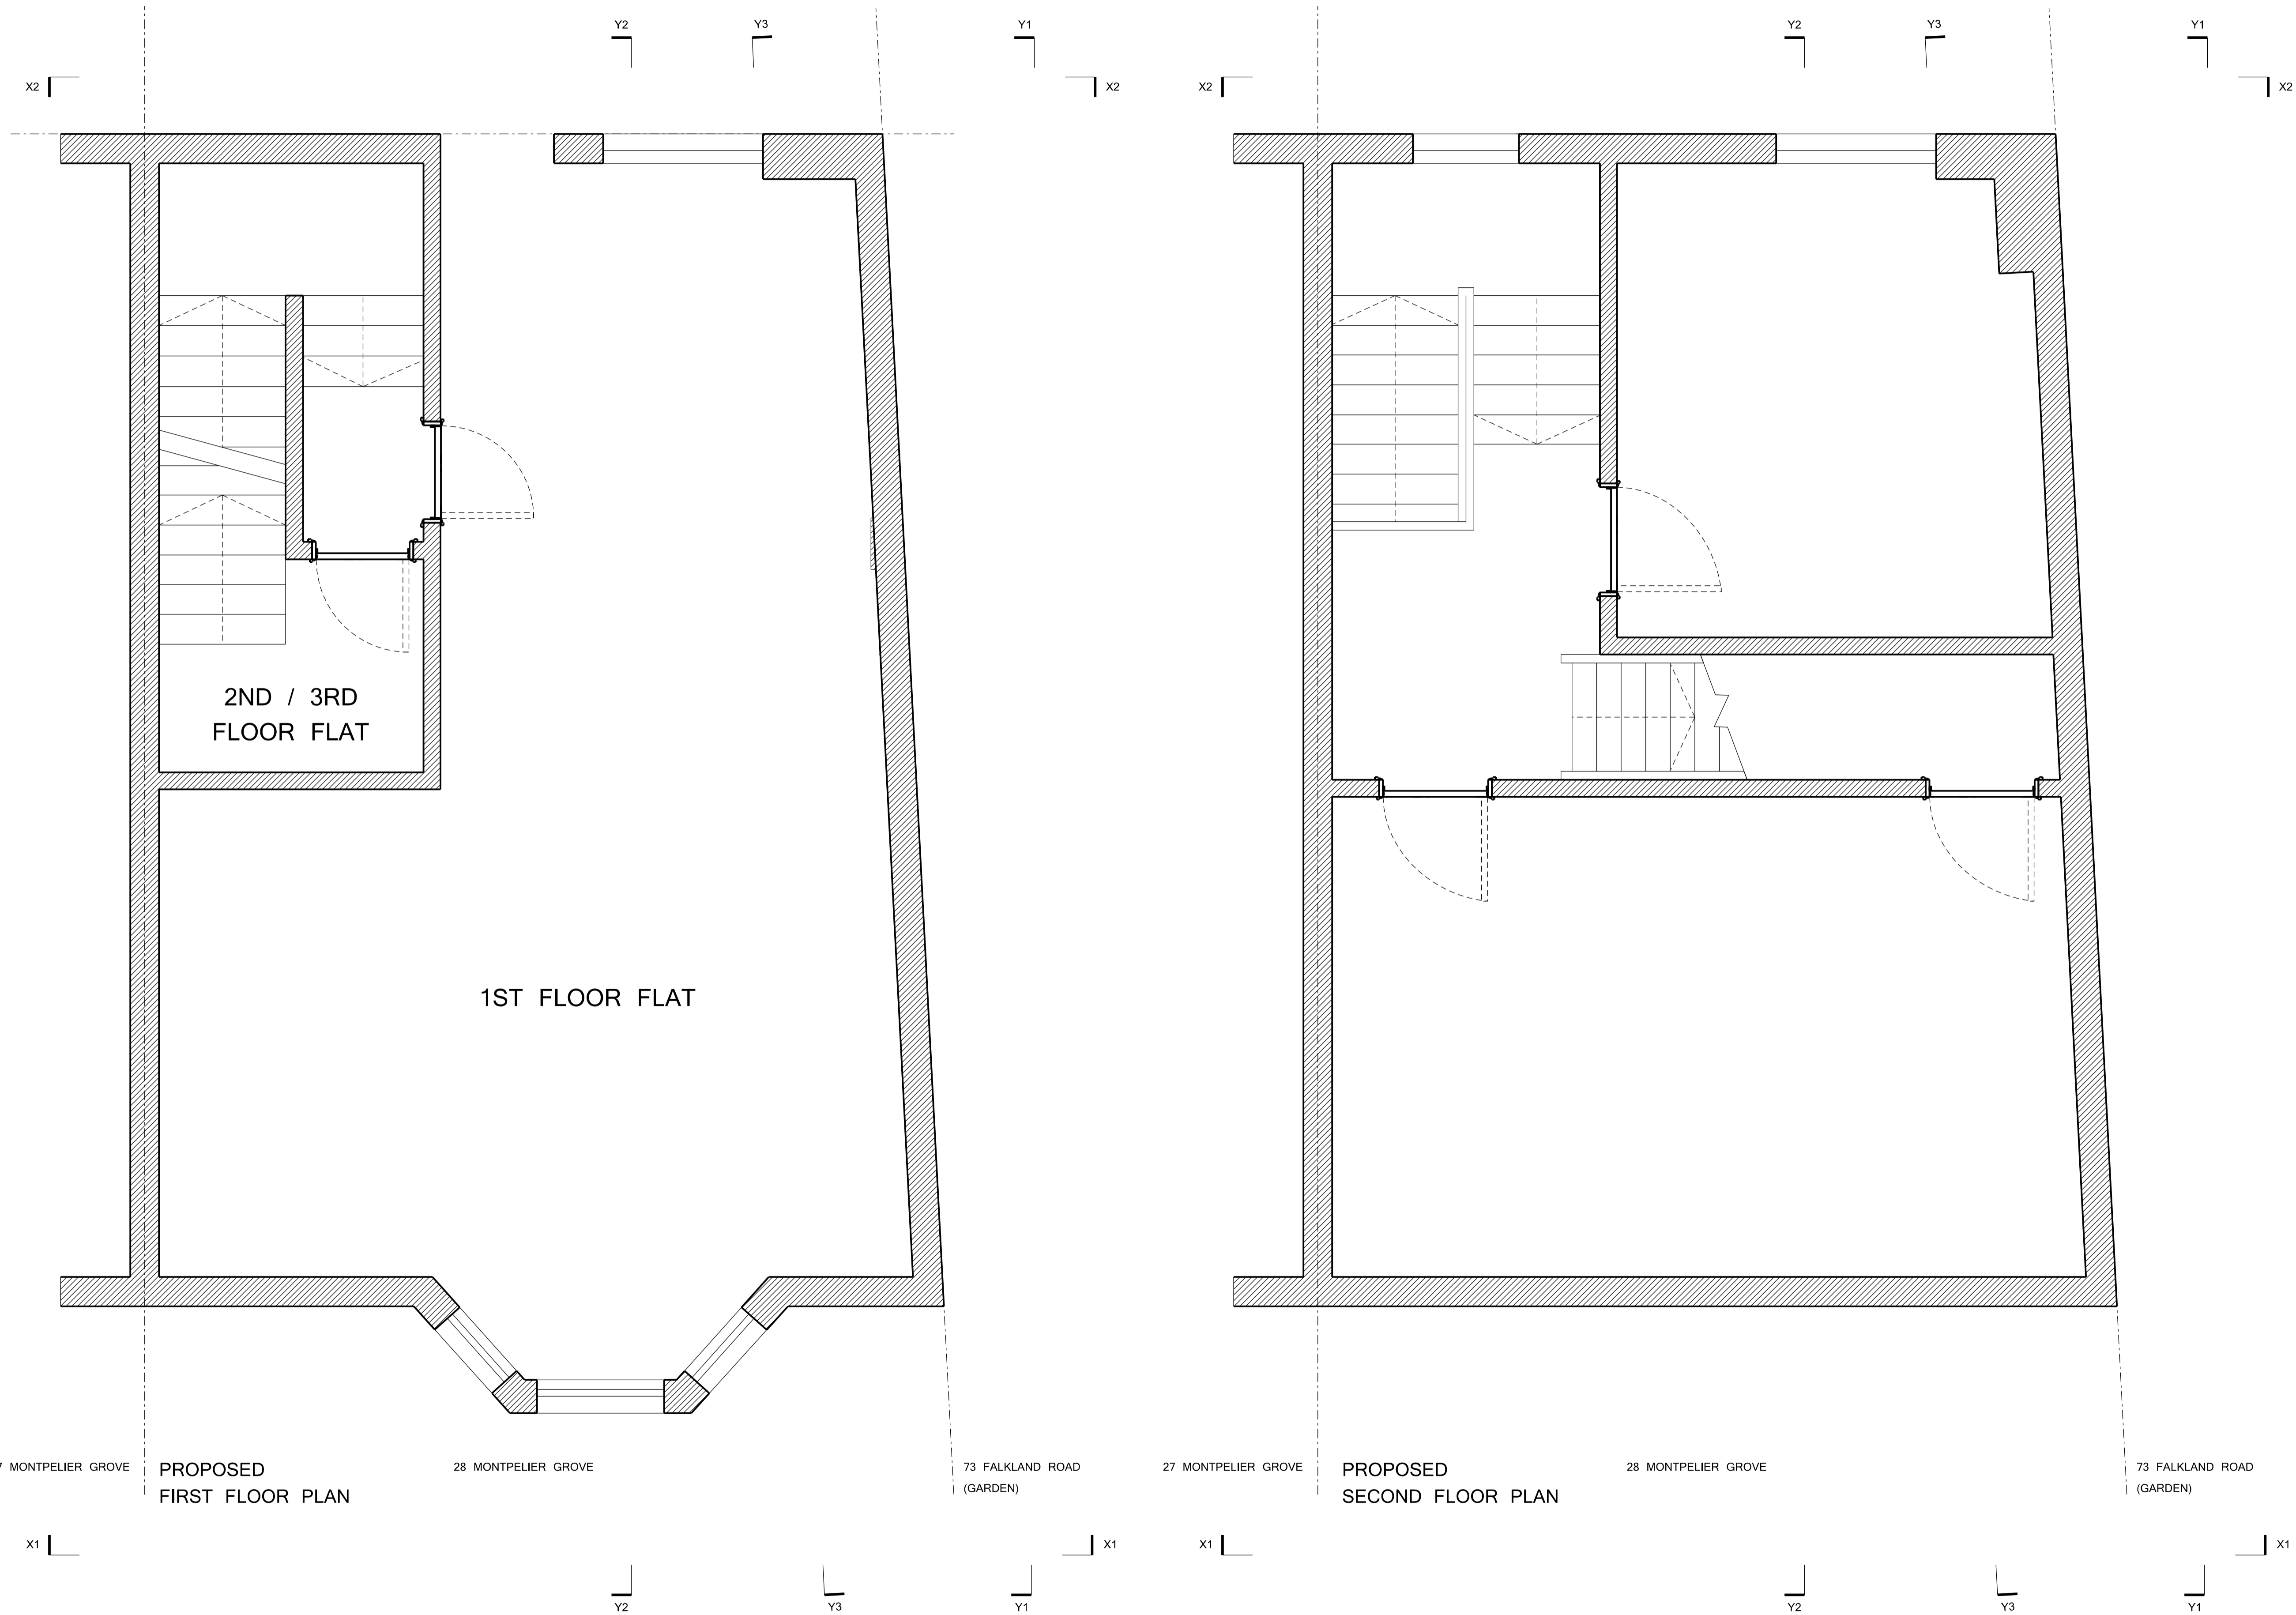 Y2
Y3
Y1
Y2
Y3
Y1
X2
X2
X2
X2
2ND / 3RD
FLOOR FLAT
1ST FLOOR FLAT
7 MONTPELIER GROVE
PROPOSED
FIRST FLOOR PLAN
28 MONTPELIER GROVE
73 FALKLAND ROAD
(GARDEN)
27 MONTPELIER GROVE
PROPOSED
SECOND FLOOR PLAN
28 MONTPELIER GROVE
73 FALKLAND ROAD
(GARDEN)
X1
X1
X1
X1
Y2
Y3
Y1
Y2
Y3
Y1